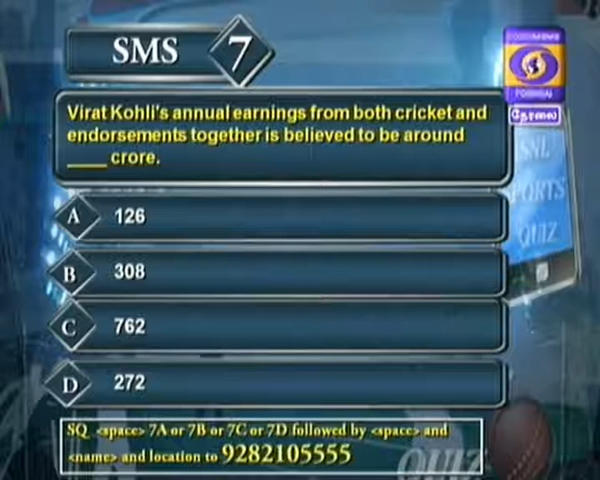 SMS 7
Virat Kohli's annual earnings from both cricket and
endorsements together is believed to be around
____ crore.
A 126
B 308
C 762
D 272
SQ <space> 7A or 7B or 7C or 7D followed by <space> and
<name> and location to 9282105555
நேரலை
SNL
SPORTS
QUIZ
QUIZ